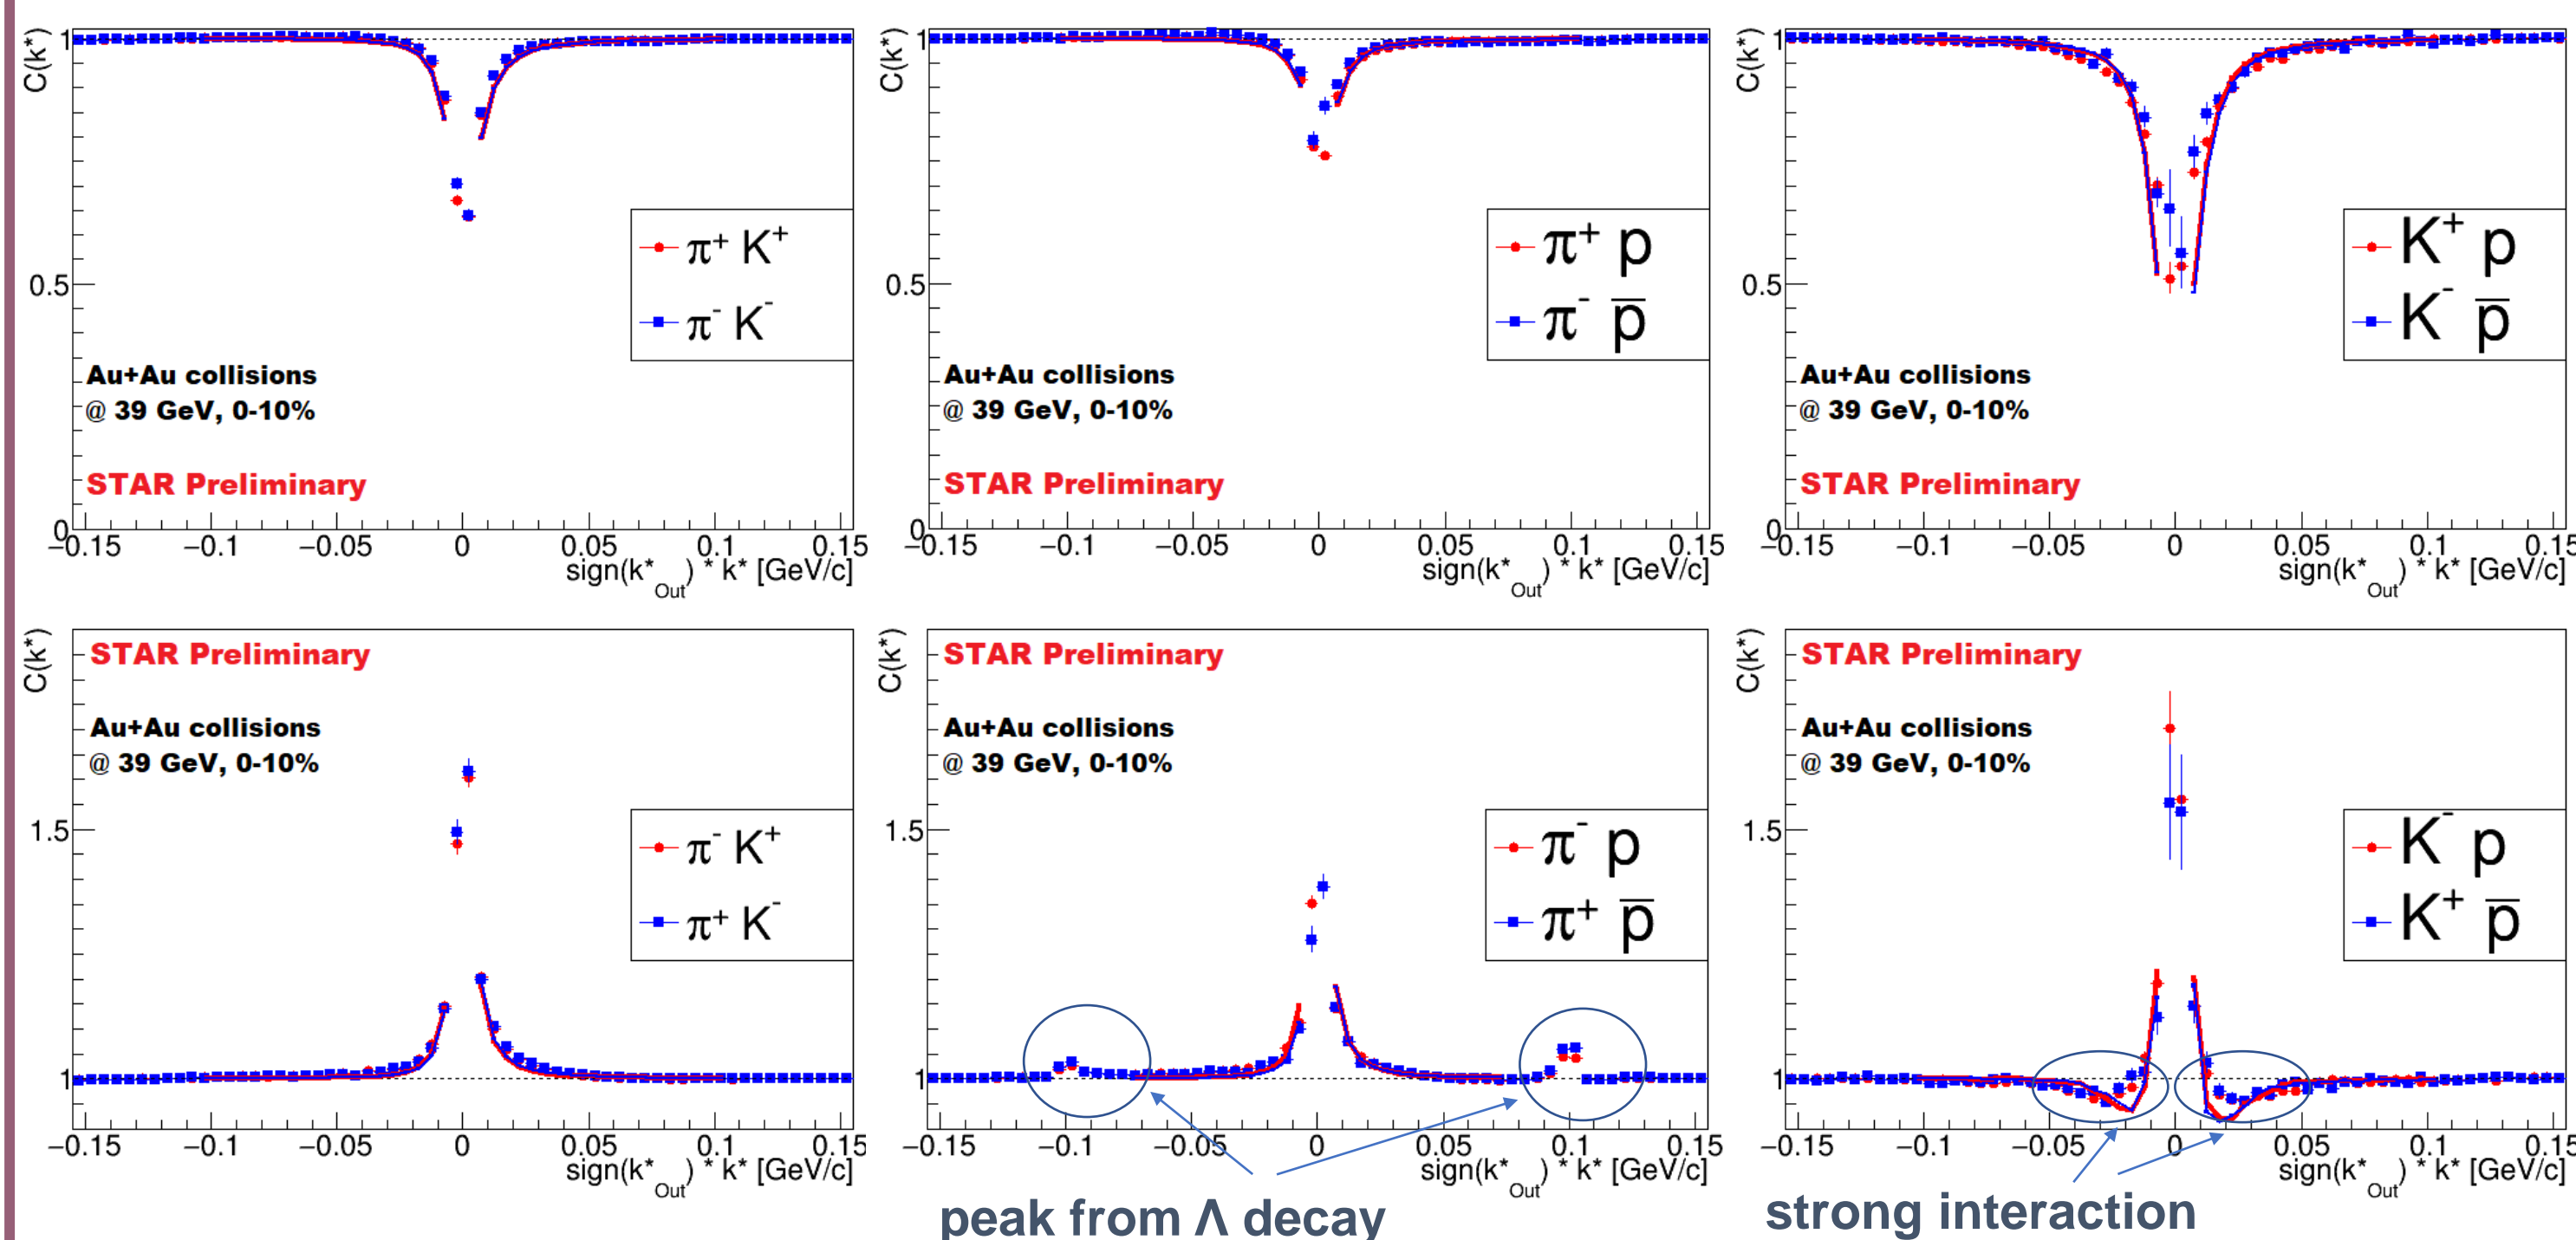 C(k*)
1
0.5
0
π⁺ K⁺
π⁻ K⁻
Au+Au collisions
@ 39 GeV, 0-10%
STAR Preliminary
−0.15 −0.1 −0.05 0 0.05 0.1 0.15
sign(k*Out) * k* [GeV/c]
C(k*)
1
0.5
0
π⁺ p
π⁻ p̅
Au+Au collisions
@ 39 GeV, 0-10%
STAR Preliminary
−0.15 −0.1 −0.05 0 0.05 0.1 0.15
sign(k*Out) * k* [GeV/c]
C(k*)
1
0.5
0
K⁺ p
K⁻ p̅
Au+Au collisions
@ 39 GeV, 0-10%
STAR Preliminary
−0.15 −0.1 −0.05 0 0.05 0.1 0.15
sign(k*Out) * k* [GeV/c]
C(k*)
STAR Preliminary
Au+Au collisions
@ 39 GeV, 0-10%
1.5
π⁻ K⁺
π⁺ K⁻
1
−0.15 −0.1 −0.05 0 0.05 0.1 0.15
sign(k*Out) * k* [GeV/c]
C(k*)
STAR Preliminary
Au+Au collisions
@ 39 GeV, 0-10%
1.5
π⁻ p
π⁺ p̅
1
−0.15 −0.1 −0.05 0 0.05 0.1 0.15
sign(k*Out) * k* [GeV/c]
peak from Λ decay
C(k*)
STAR Preliminary
Au+Au collisions
@ 39 GeV, 0-10%
1.5
K⁻ p
K⁺ p̅
1
−0.15 −0.1 −0.05 0 0.05 0.1 0.15
sign(k*Out) * k* [GeV/c]
strong interaction